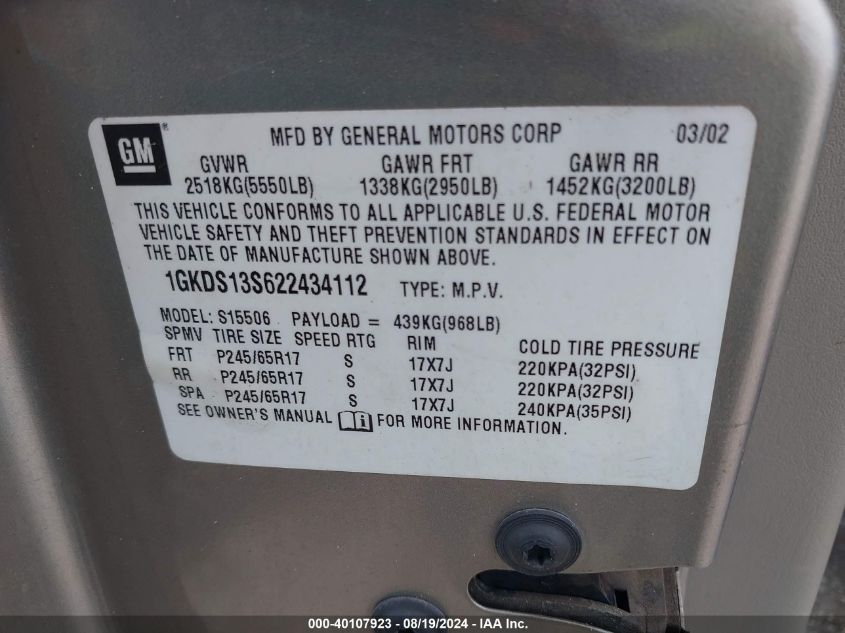 GM ® MFD BY GENERAL MOTORS CORP 03/02
GVWR GAWR FRT GAWR RR
2518KG(5550LB) 1338KG(2950LB) 1452KG(3200LB)
THIS VEHICLE CONFORMS TO ALL APPLICABLE U.S. FEDERAL MOTOR
VEHICLE SAFETY AND THEFT PREVENTION STANDARDS IN EFFECT ON
THE DATE OF MANUFACTURE SHOWN ABOVE.
1GKDS13S622434112 TYPE: M.P.V.
MODEL: S15506 PAYLOAD = 439KG(968LB)
SPMV TIRE SIZE SPEED RTG RIM COLD TIRE PRESSURE
FRT P245/65R17 S 17X7J 220KPA(32PSI)
RR P245/65R17 S 17X7J 220KPA(32PSI)
SPA P245/65R17 S 17X7J 240KPA(35PSI)
SEE OWNER'S MANUAL FOR MORE INFORMATION.
000-40107923 - 08/19/2024 - IAA Inc.